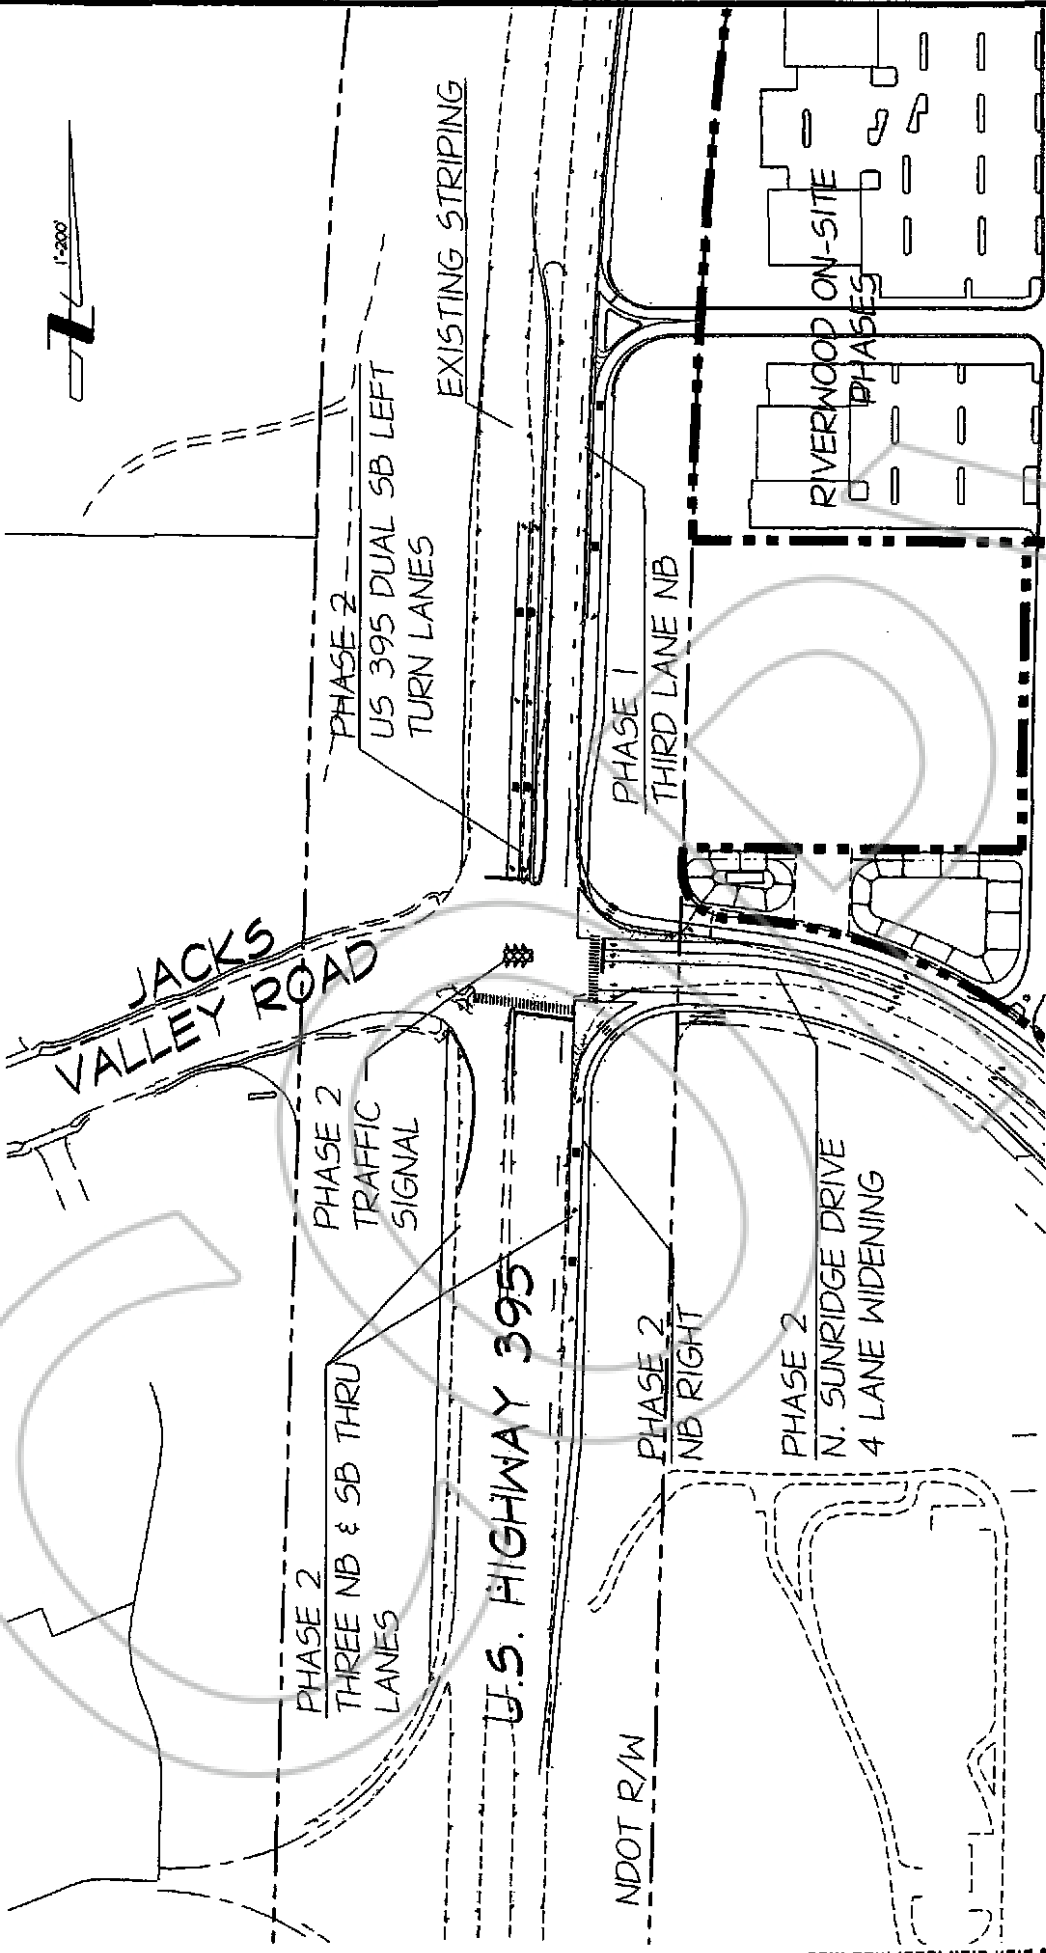 1"=200'
EXISTING STRIPING
PHASE 2
US 395 DUAL SB LEFT
TURN LANES
RIVERWOOD ON-SITE
PHASES
PHASE 1
THIRD LANE NB
JACKS
VALLEY ROAD
PHASE 2
TRAFFIC
SIGNAL
PHASE 2
THREE NB & SB THRU
LANES
U.S. HIGHWAY 395
PHASE 2
NB RIGHT
PHASE 2
N. SUNRIDGE DRIVE
4 LANE WIDENING
NDOT R/W
COPY